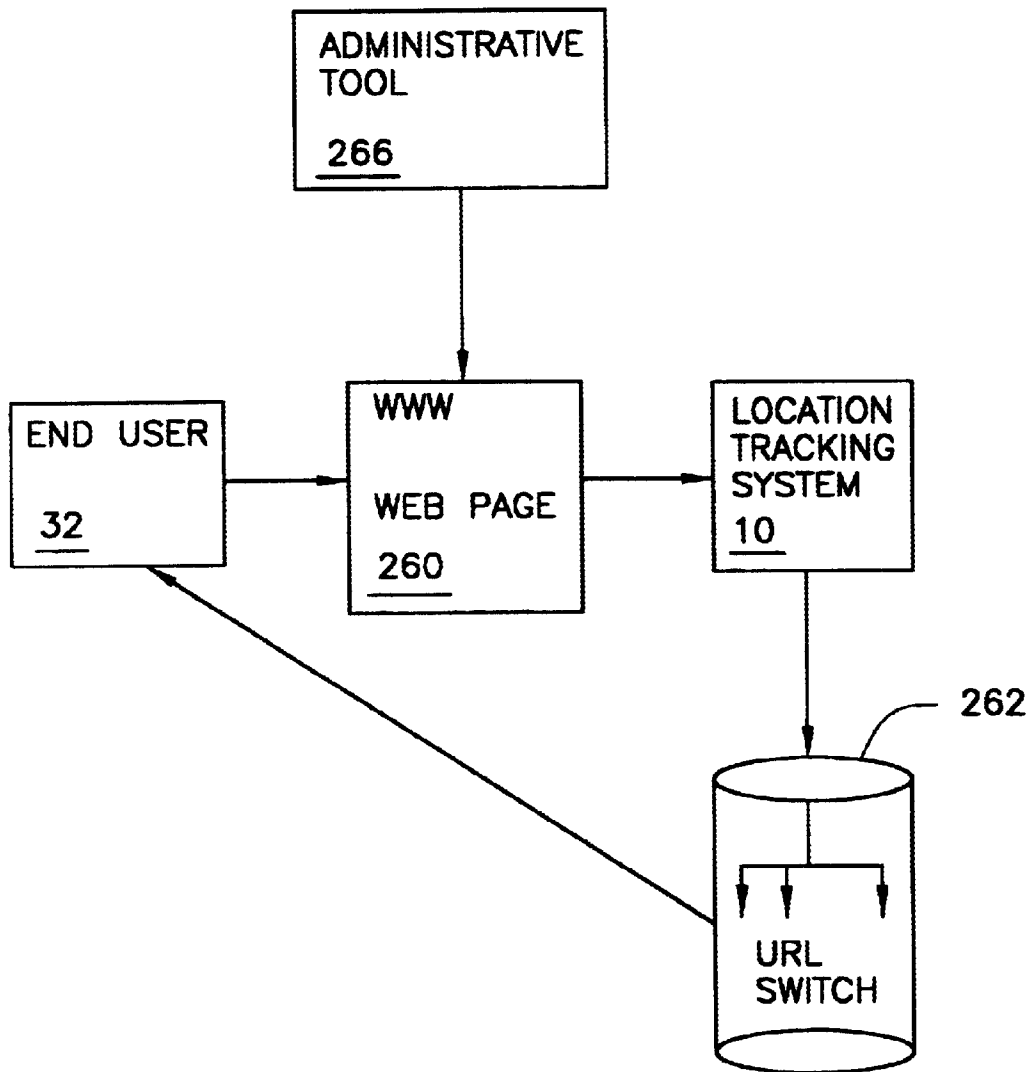 ADMINISTRATIVE
TOOL
266
END USER
32
WWW
WEB PAGE
260
LOCATION
TRACKING
SYSTEM
10
262
URL
SWITCH